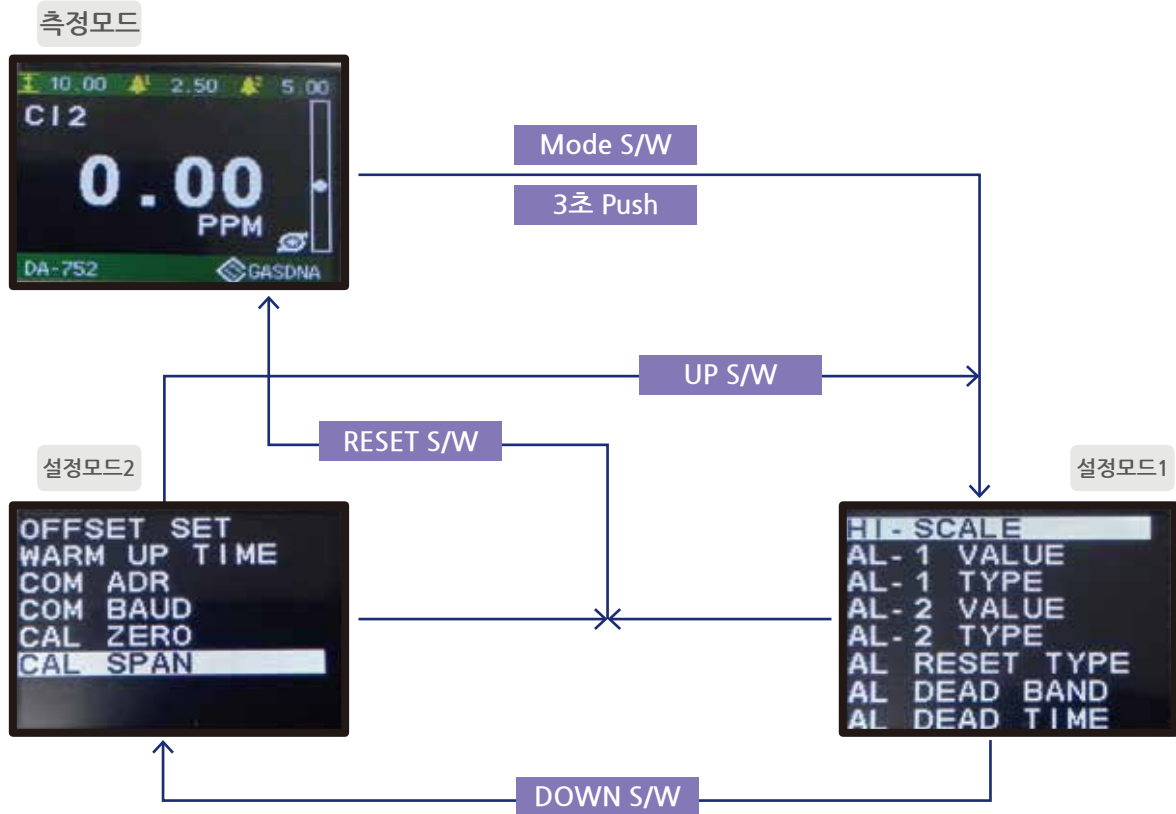 측정모드
10.00 1 2.50 2 5.00
Cl2
0.00
PPM
DA-752 GASDNA
Mode S/W
3초 Push
UP S/W
RESET S/W
설정모드2
OFFSET SET
WARM UP TIME
COM ADR
COM BAUD
CAL ZERO
CAL SPAN
설정모드1
HI-SCALE
AL-1 VALUE
AL-1 TYPE
AL-2 VALUE
AL-2 TYPE
AL RESET TYPE
AL DEAD BAND
AL DEAD TIME
DOWN S/W